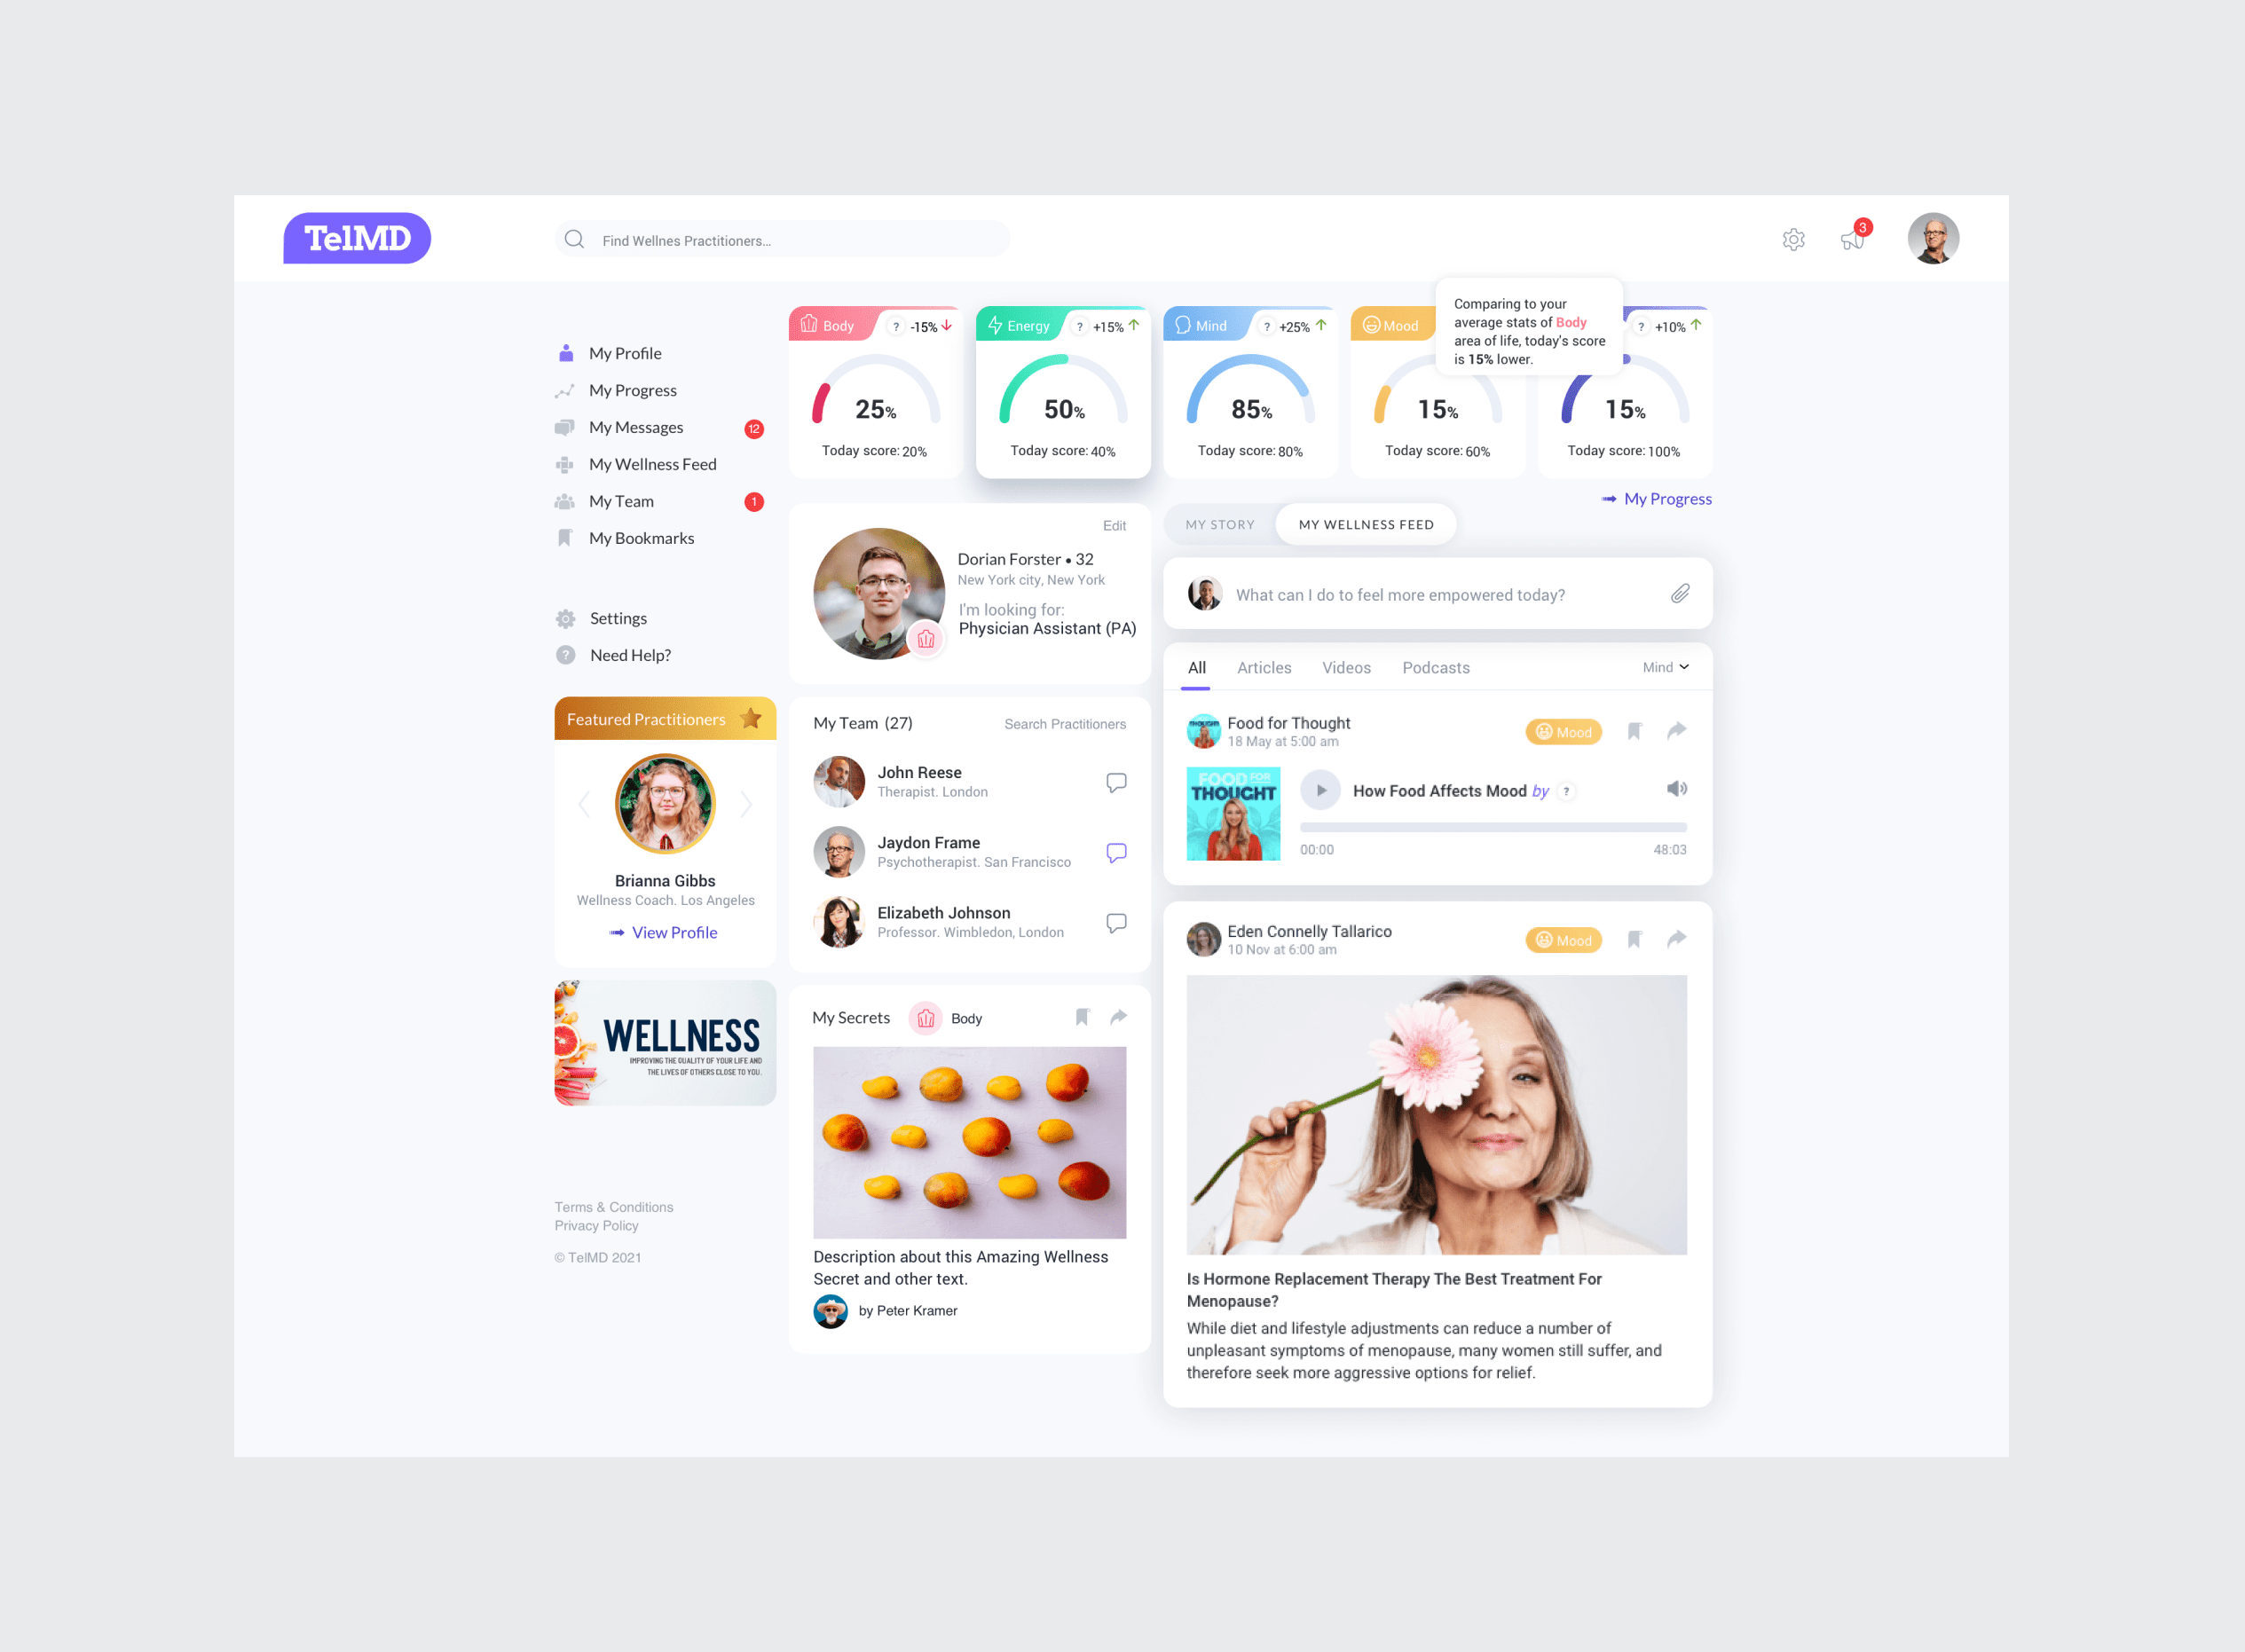 TelMD
Find Wellnes Practitioners...
3
My Profile
My Progress
My Messages 12
My Wellness Feed
My Team 1
My Bookmarks
Settings
? Need Help?
Featured Practitioners
Brianna Gibbs
Wellness Coach. Los Angeles
View Profile
WELLNESS
IMPROVING THE QUALITY OF YOUR LIFE AND
THE LIVES OF OTHERS CLOSE TO YOU.
Terms & Conditions
Privacy Policy
© TelMD 2021
Body ? -15%
25%
Today score: 20%
Energy ? +15%
50%
Today score: 40%
Mind ? +25%
85%
Today score: 80%
Mood
15%
Today score: 60%
Comparing to your
average stats of Body
area of life, today's score
is 15% lower.
? +10%
15%
Today score: 100%
My Progress
Edit
Dorian Forster • 32
New York city, New York
I'm looking for:
Physician Assistant (PA)
My Team (27) Search Practitioners
John Reese
Therapist. London
Jaydon Frame
Psychotherapist. San Francisco
Elizabeth Johnson
Professor. Wimbledon, London
My Secrets Body
Description about this Amazing Wellness
Secret and other text.
by Peter Kramer
MY STORY MY WELLNESS FEED
What can I do to feel more empowered today?
All Articles Videos Podcasts Mind
THOUGHT
Food for Thought Mood
18 May at 5:00 am
FOOD FOR
THOUGHT
How Food Affects Mood by ?
00:00 48:03
Eden Connelly Tallarico Mood
10 Nov at 6:00 am
Is Hormone Replacement Therapy The Best Treatment For
Menopause?
While diet and lifestyle adjustments can reduce a number of
unpleasant symptoms of menopause, many women still suffer, and
therefore seek more aggressive options for relief.